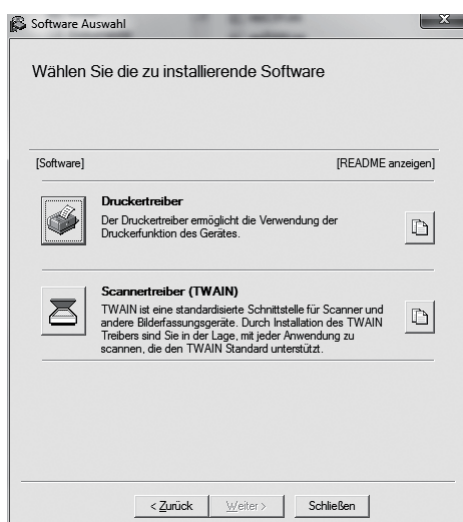 Software Auswahl
x
Wählen Sie die zu installierende Software
[Software] [README anzeigen]
Druckertreiber
Der Druckertreiber ermöglicht die Verwendung der
Druckerfunktion des Gerätes.
Scannertreiber (TWAIN)
TWAIN ist eine standardisierte Schnittstelle für Scanner und
andere Bilderfassungsgeräte. Durch Installation des TWAIN
Treibers sind Sie in der Lage, mit jeder Anwendung zu
scannen, die den TWAIN Standard unterstützt.
< Zurück Weiter > Schließen